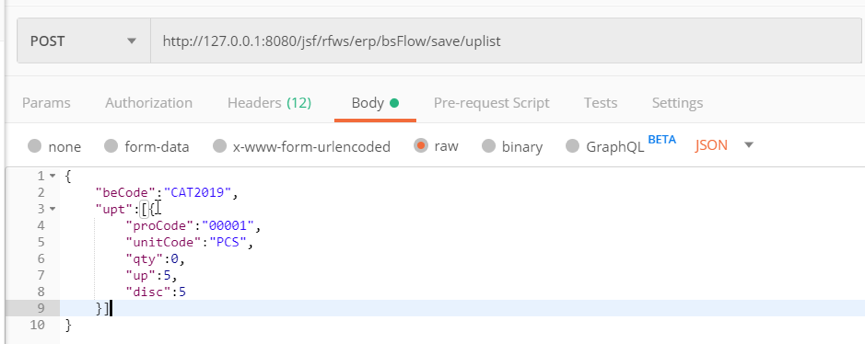 POST http://127.0.0.1:8080/jsf/rfws/erp/bsFlow/save/uplist
Params Authorization Headers (12) Body Pre-request Script Tests Settings
none form-data x-www-form-urlencoded raw binary GraphQL BETA JSON
1 {
2 "beCode":"CAT2019",
3 "upt":[{
4 "proCode":"00001",
5 "unitCode":"PCS",
6 "qty":0,
7 "up":5,
8 "disc":5
9 }]
10 }